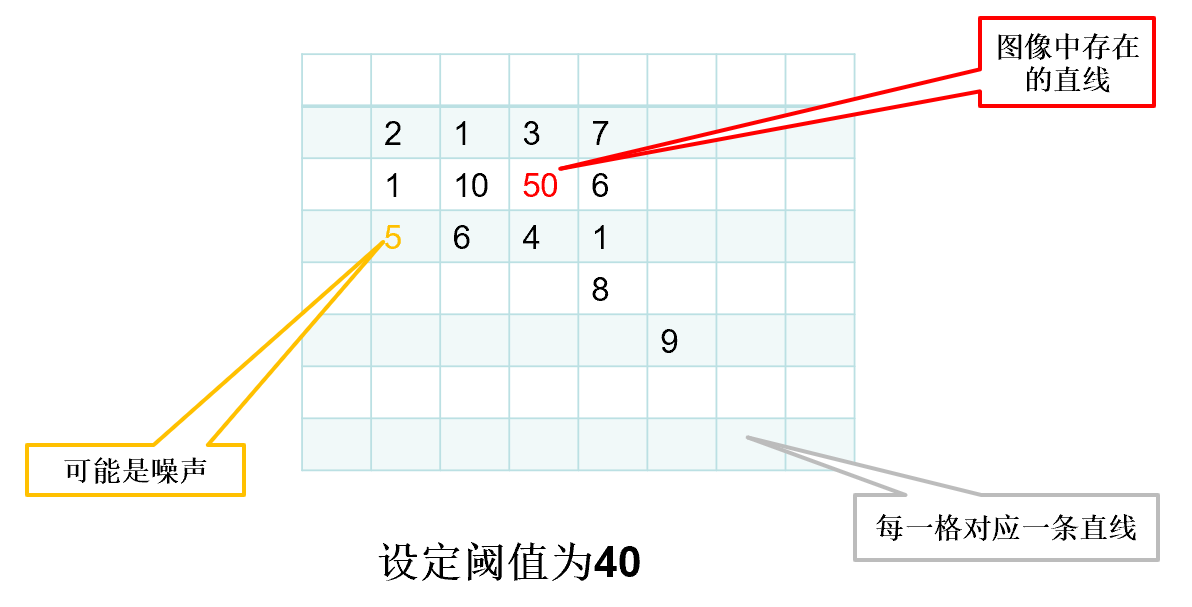 图像中存在
的直线
2 1 3 7
1 10 50 6
5 6 4 1
8
9
可能是噪声
每一格对应一条直线
设定阈值为40